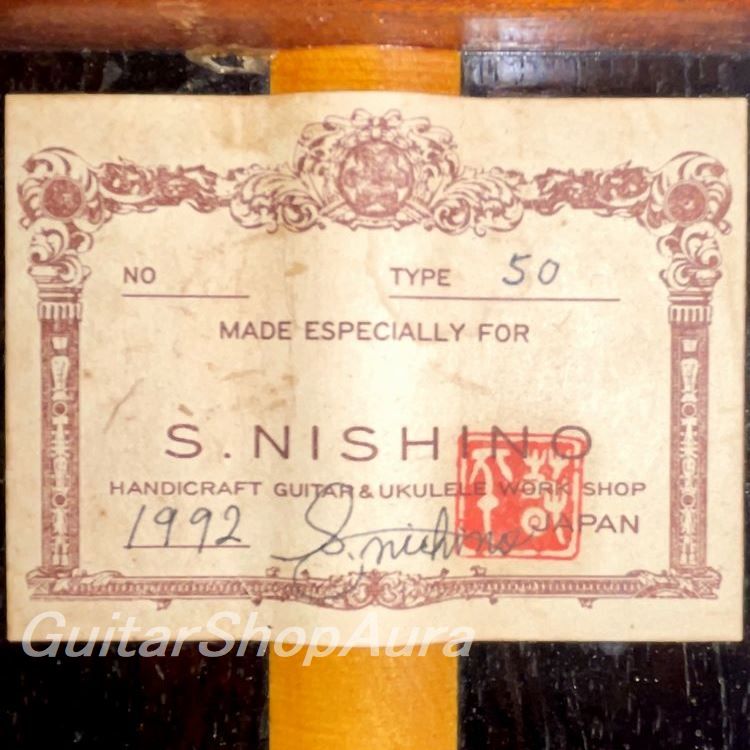 NO
TYPE 50
MADE ESPECIALLY FOR
S. NISHINO
HANDICRAFT GUITAR & UKULELE WORK SHOP
JAPAN
1992 S. nishino
GuitarShopAura